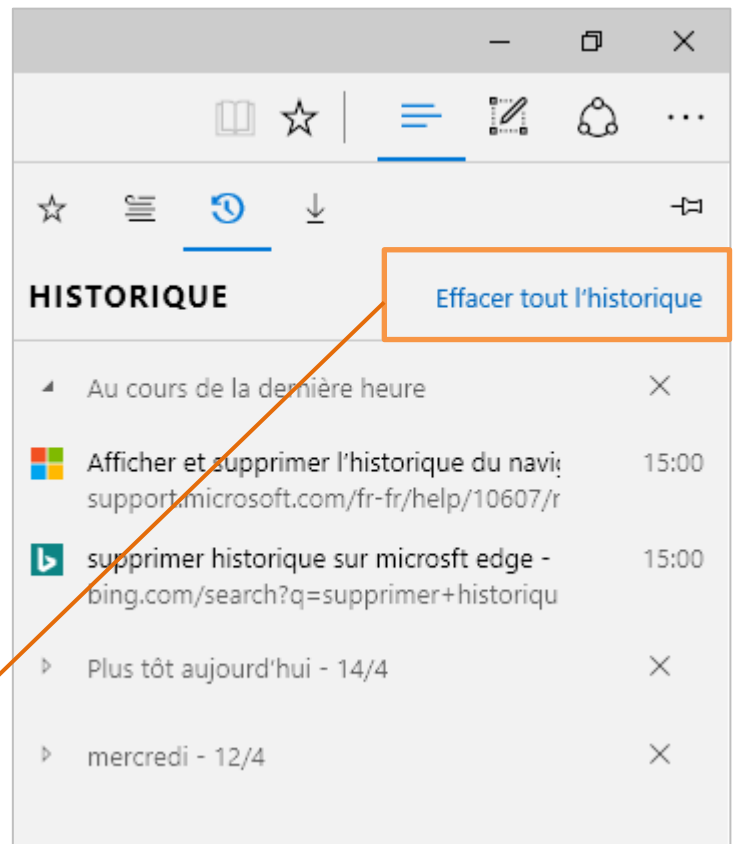 HISTORIQUE
Effacer tout l'historique
Au cours de la dernière heure
Afficher et supprimer l'historique du navig
15:00
support.microsoft.com/fr-fr/help/10607/r
supprimer historique sur microsft edge -
15:00
bing.com/search?q=supprimer+historiqu
Plus tôt aujourd'hui - 14/4
mercredi - 12/4